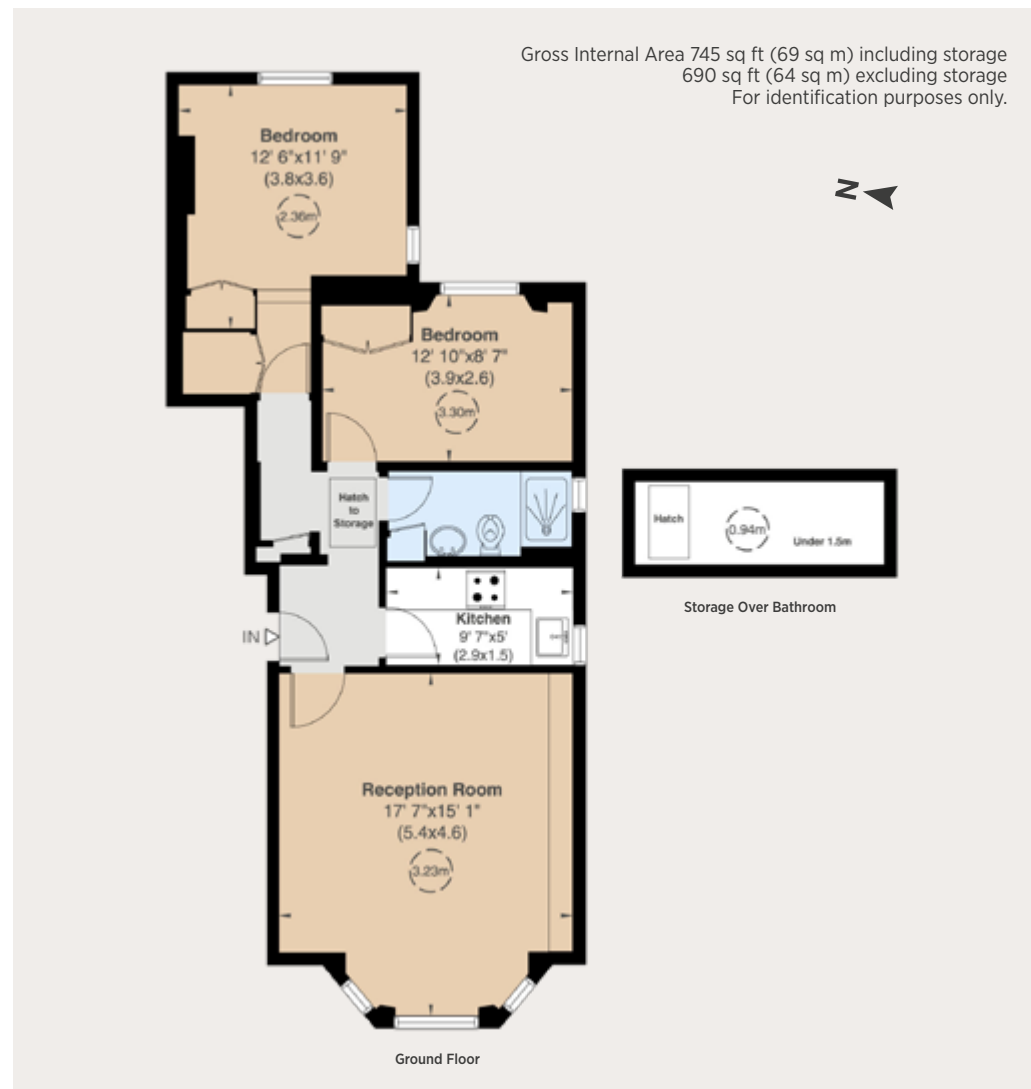 Gross Internal Area 745 sq ft (69 sq m) including storage
690 sq ft (64 sq m) excluding storage
For identification purposes only.
N
Bedroom
12' 6"x11' 9"
(3.8x3.6)
2.36m
Bedroom
12' 10"x8' 7"
(3.9x2.6)
3.30m
Hatch
to
Storage
Hatch
0.94m
Under 1.5m
Storage Over Bathroom
IN
Kitchen
9' 7"x5'
(2.9x1.5)
Reception Room
17' 7"x15' 1"
(5.4x4.6)
3.23m
Ground Floor